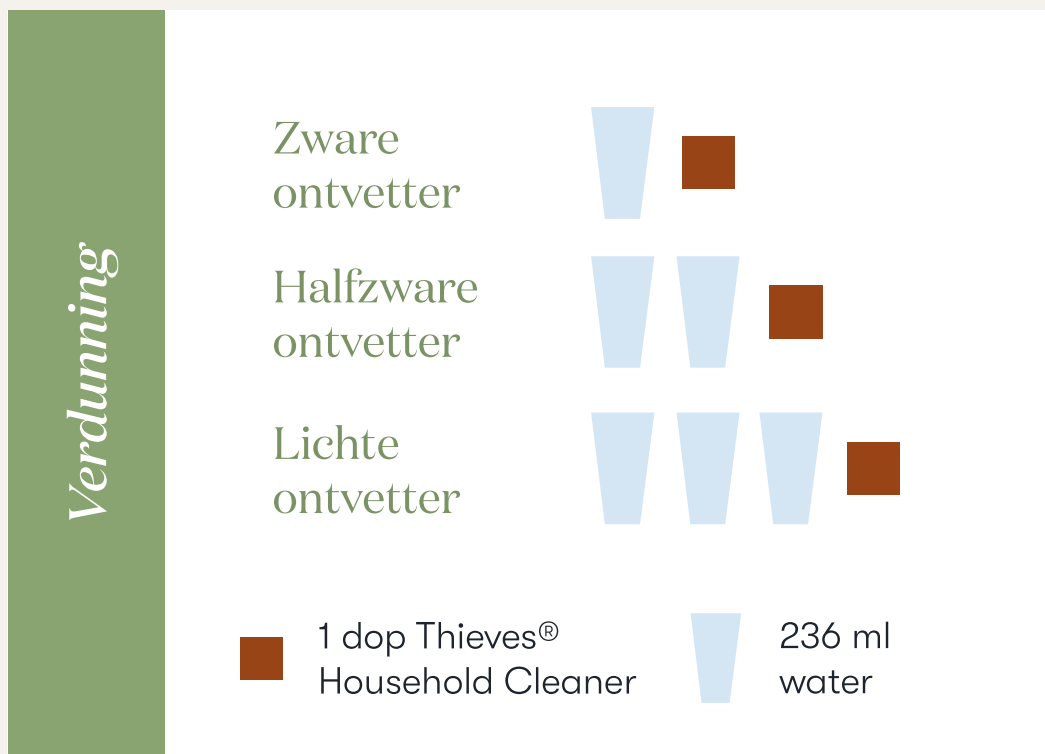 Verdunning
Zware
ontvetter
Halfzware
ontvetter
Lichte
ontvetter
1 dop Thieves®
Household Cleaner
236 ml
water